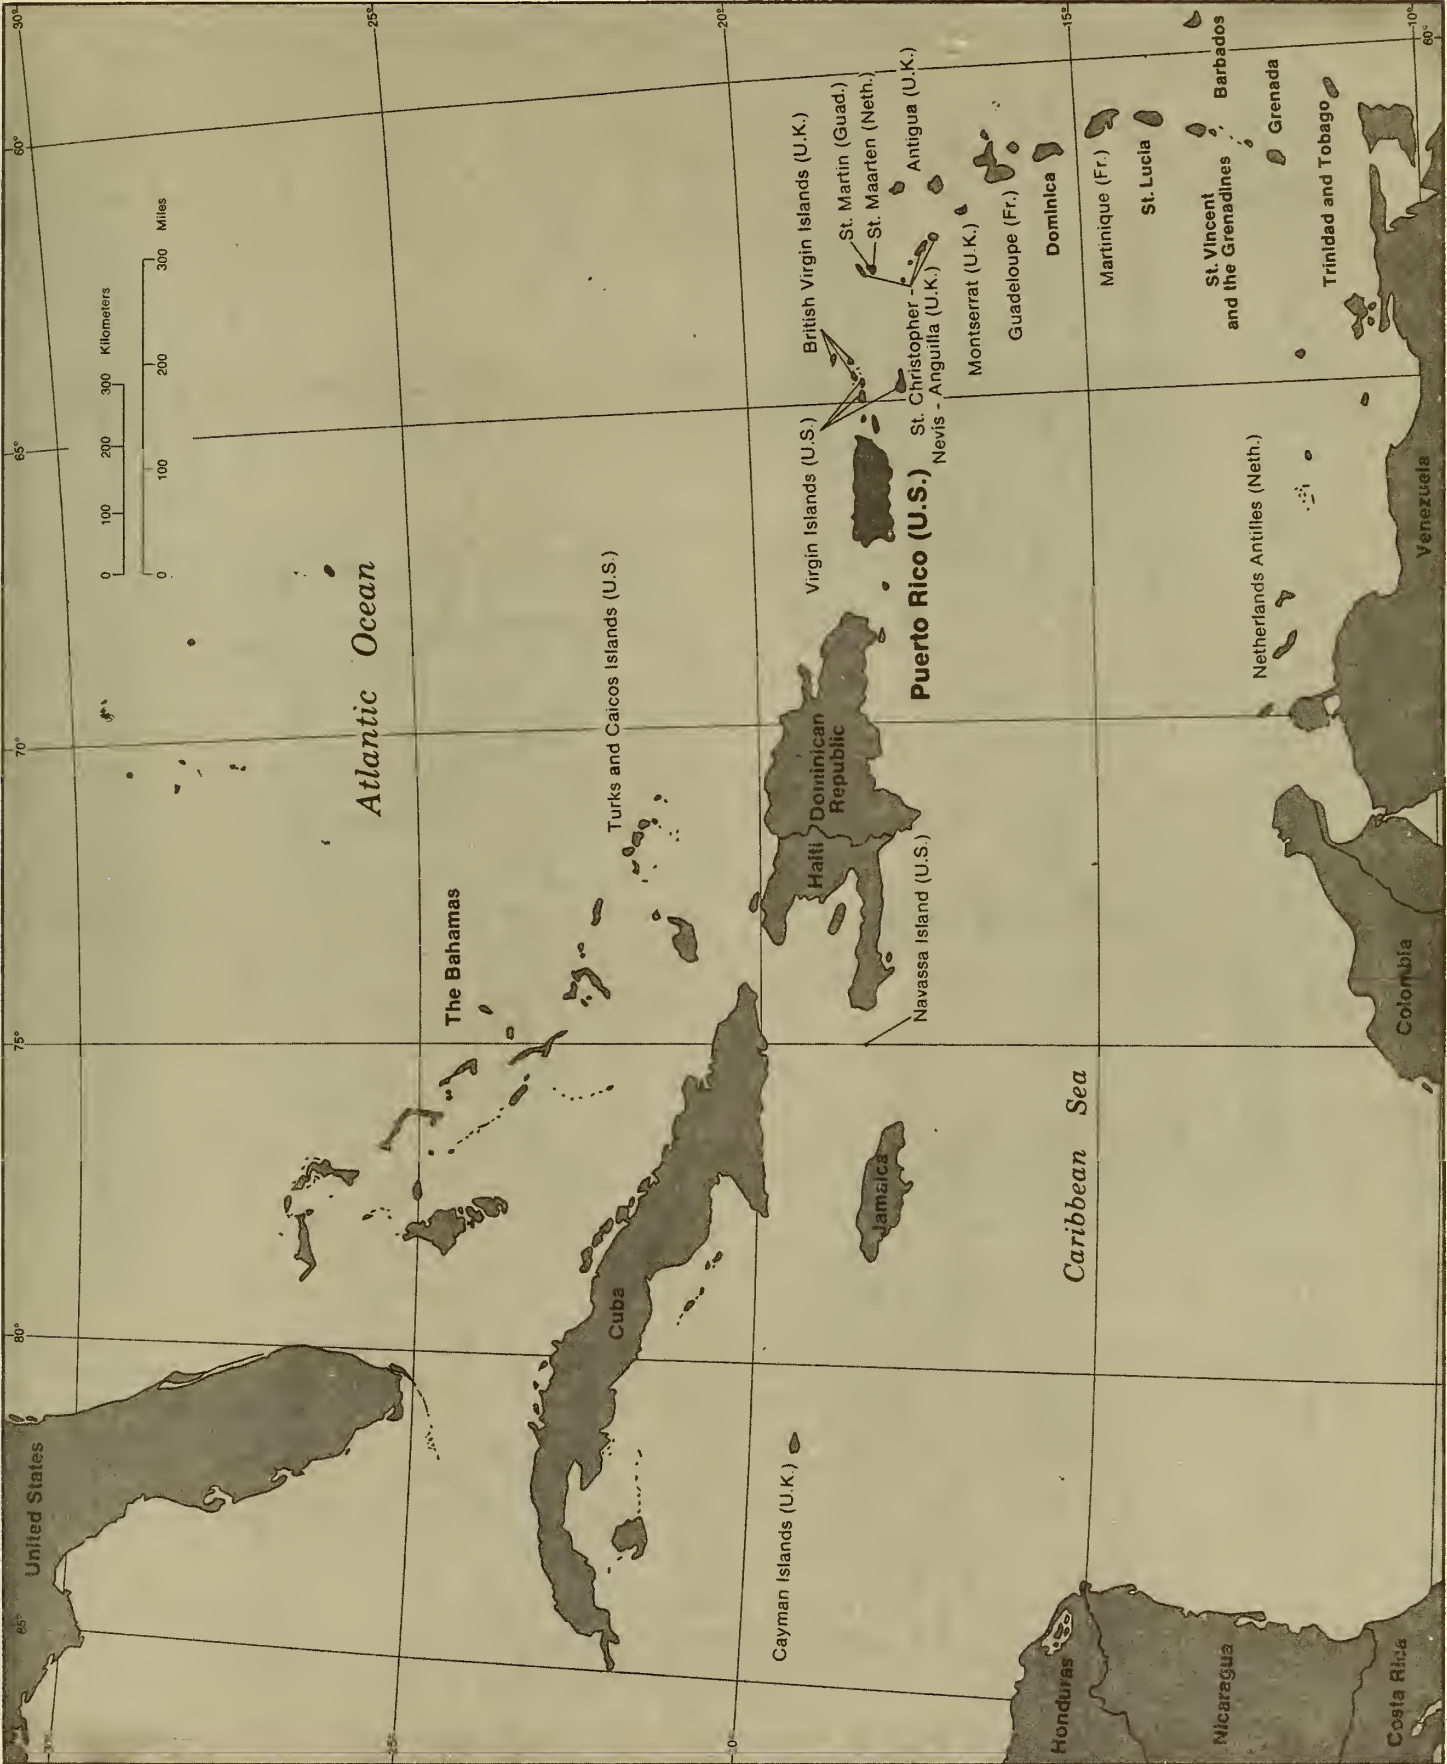 30°
60°
65°
70°
75°
80°
85°
25°
20°
15°
10°
60°
0 100 200 300 Kilometers
0 100 200 300 Miles
United States
Atlantic Ocean
The Bahamas
Turks and Caicos Islands (U.S.)
Cuba
Cayman Islands (U.K.)
Jamaica
Navassa Island (U.S.)
Haiti
Dominican
Republic
Puerto Rico (U.S.)
Virgin Islands (U.S.)
British Virgin Islands (U.K.)
St. Martin (Guad.)
St. Maarten (Neth.)
Antigua (U.K.)
St. Christopher -
Nevis - Anguilla (U.K.)
Montserrat (U.K.)
Guadeloupe (Fr.)
Dominica
Martinique (Fr.)
St. Lucia
St. Vincent
and the Grenadines
Barbados
Grenada
Trinidad and Tobago
Caribbean Sea
Netherlands Antilles (Neth.)
Venezuela
Colombia
Honduras
Nicaragua
Costa Rica